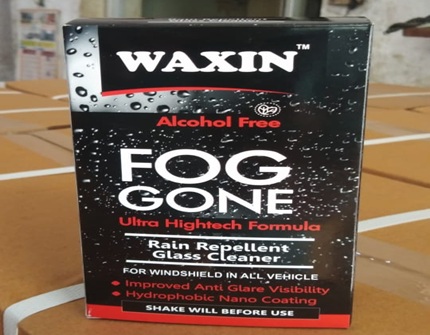 WAXIN™
Alcohol Free
FOG
GONE
Ultra Hightech Formula
Rain Repellent
Glass Cleaner
FOR WINDSHIELD IN ALL VEHICLE
• Improved Anti Glare Visibility
• Hydrophobic Nano Coating
SHAKE WILL BEFORE USE